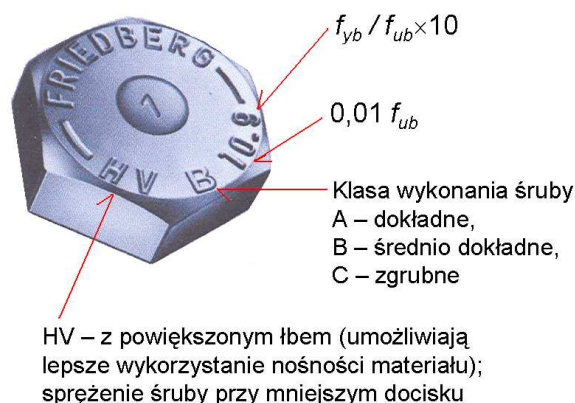 FRIEDBERG
1
10.9
HV B
f_yb / f_ub×10
0,01 f_ub
Klasa wykonania śruby
A – dokładne,
B – średnio dokładne,
C – zgrubne
HV – z powiększonym łbem (umożliwiają
lepsze wykorzystanie nośności materiału);
sprężenie śruby przy mniejszym docisku